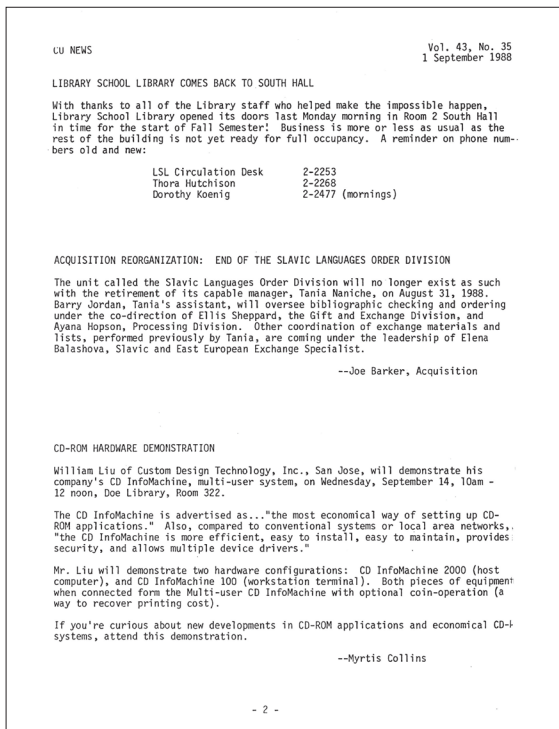 CU NEWS
Vol. 43, No. 35
1 September 1988
LIBRARY SCHOOL LIBRARY COMES BACK TO SOUTH HALL
With thanks to all of the Library staff who helped make the impossible happen,
Library School Library opened its doors last Monday morning in Room 2 South Hall
in time for the start of Fall Semester! Business is more or less as usual as the
rest of the building is not yet ready for full occupancy. A reminder on phone num-
bers old and new:
LSL Circulation Desk 2-2253
Thora Hutchison 2-2268
Dorothy Koenig 2-2477 (mornings)
ACQUISITION REORGANIZATION: END OF THE SLAVIC LANGUAGES ORDER DIVISION
The unit called the Slavic Languages Order Division will no longer exist as such
with the retirement of its capable manager, Tania Naniche, on August 31, 1988.
Barry Jordan, Tania's assistant, will oversee bibliographic checking and ordering
under the co-direction of Ellis Sheppard, the Gift and Exchange Division, and
Ayana Hopson, Processing Division. Other coordination of exchange materials and
lists, performed previously by Tania, are coming under the leadership of Elena
Balashova, Slavic and East European Exchange Specialist.
--Joe Barker, Acquisition
CD-ROM HARDWARE DEMONSTRATION
William Liu of Custom Design Technology, Inc., San Jose, will demonstrate his
company's CD InfoMachine, multi-user system, on Wednesday, September 14, 10am -
12 noon, Doe Library, Room 322.
The CD InfoMachine is advertised as..."the most economical way of setting up CD-
ROM applications." Also, compared to conventional systems or local area networks,
"the CD InfoMachine is more efficient, easy to install, easy to maintain, provides
security, and allows multiple device drivers."
Mr. Liu will demonstrate two hardware configurations: CD InfoMachine 2000 (host
computer), and CD InfoMachine 100 (workstation terminal). Both pieces of equipment
when connected form the Multi-user CD InfoMachine with optional coin-operation (a
way to recover printing cost).
If you're curious about new developments in CD-ROM applications and economical CD-
systems, attend this demonstration.
--Myrtis Collins
- 2 -